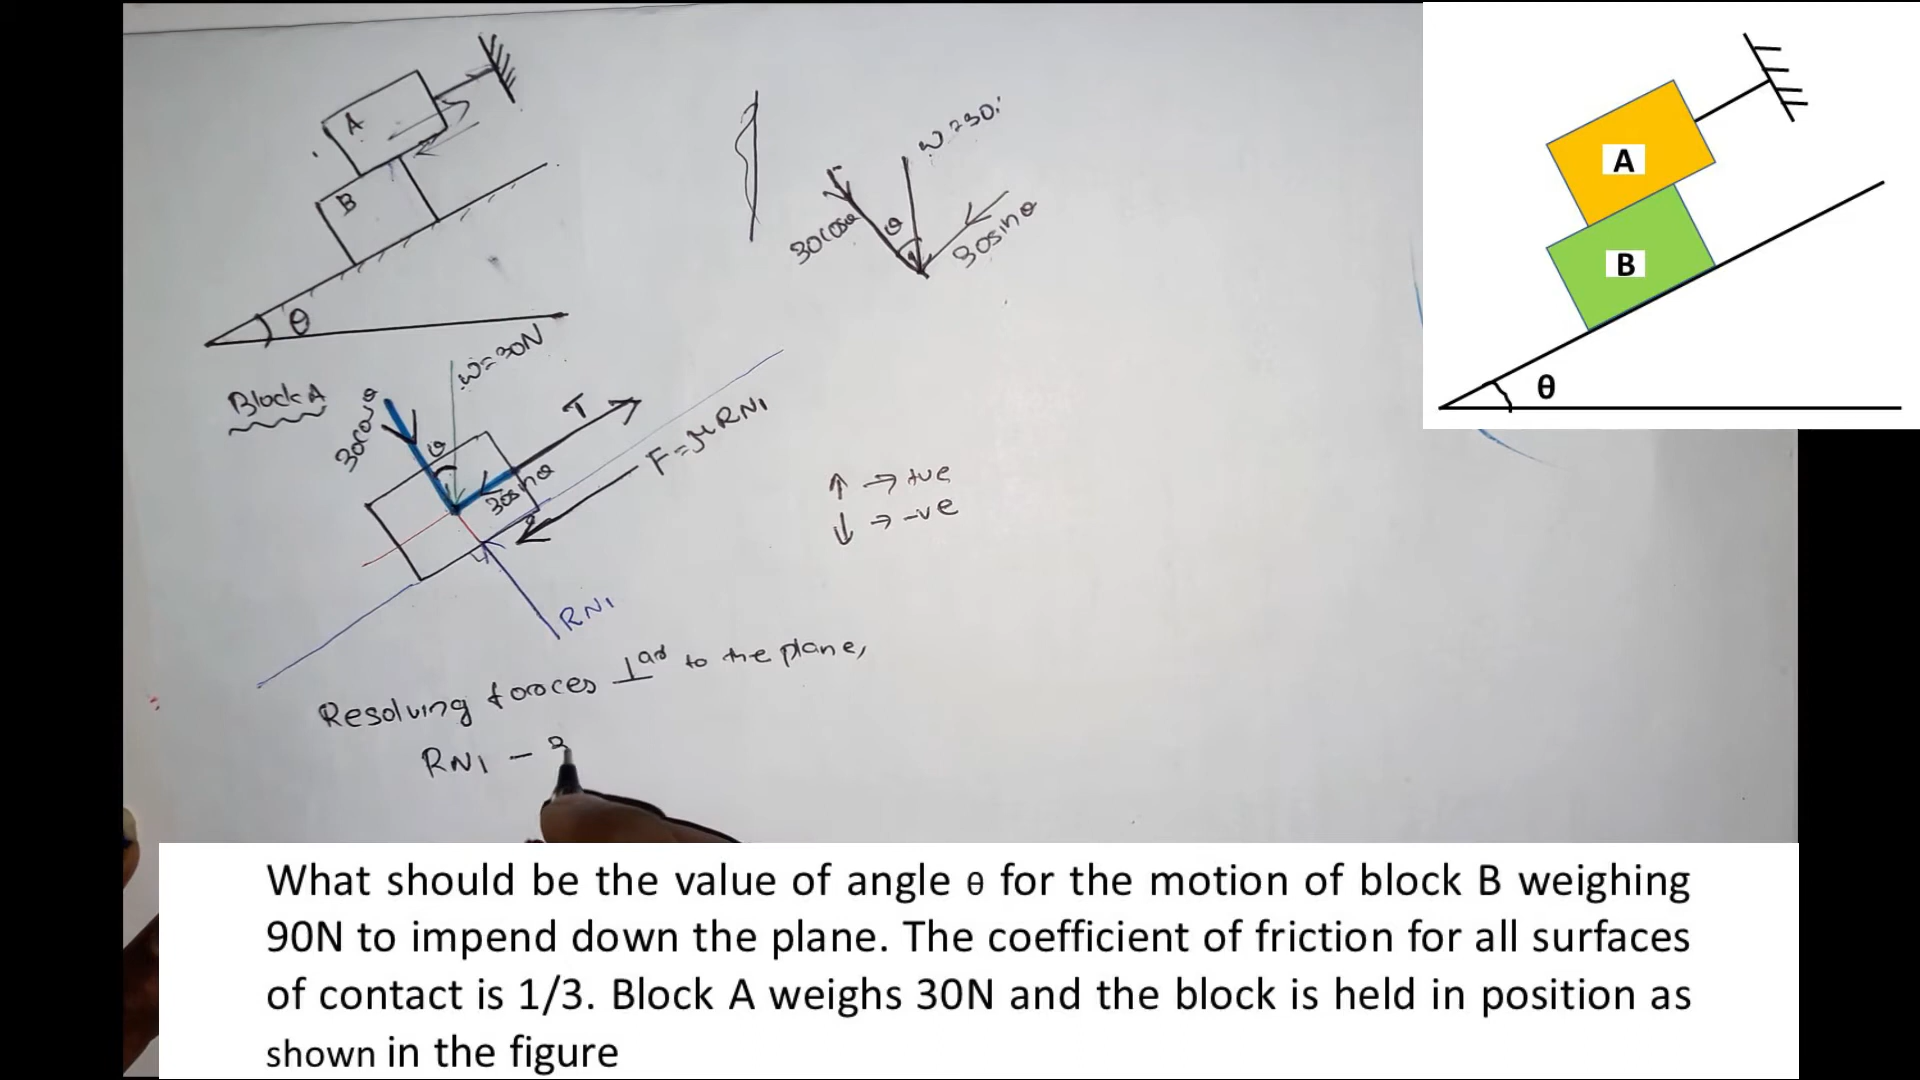 A
B
θ
W=30N
Block A
30cosθ
θ
T
30sinθ
F=μRN1
RN1
W=30
θ
30cosθ
30sinθ
↑ → +ve
↓ → -ve
Resolving forces ⊥ar to the plane,
RN1 -
A
B
θ
What should be the value of angle θ for the motion of block B weighing
90N to impend down the plane. The coefficient of friction for all surfaces
of contact is 1/3. Block A weighs 30N and the block is held in position as
shown in the figure